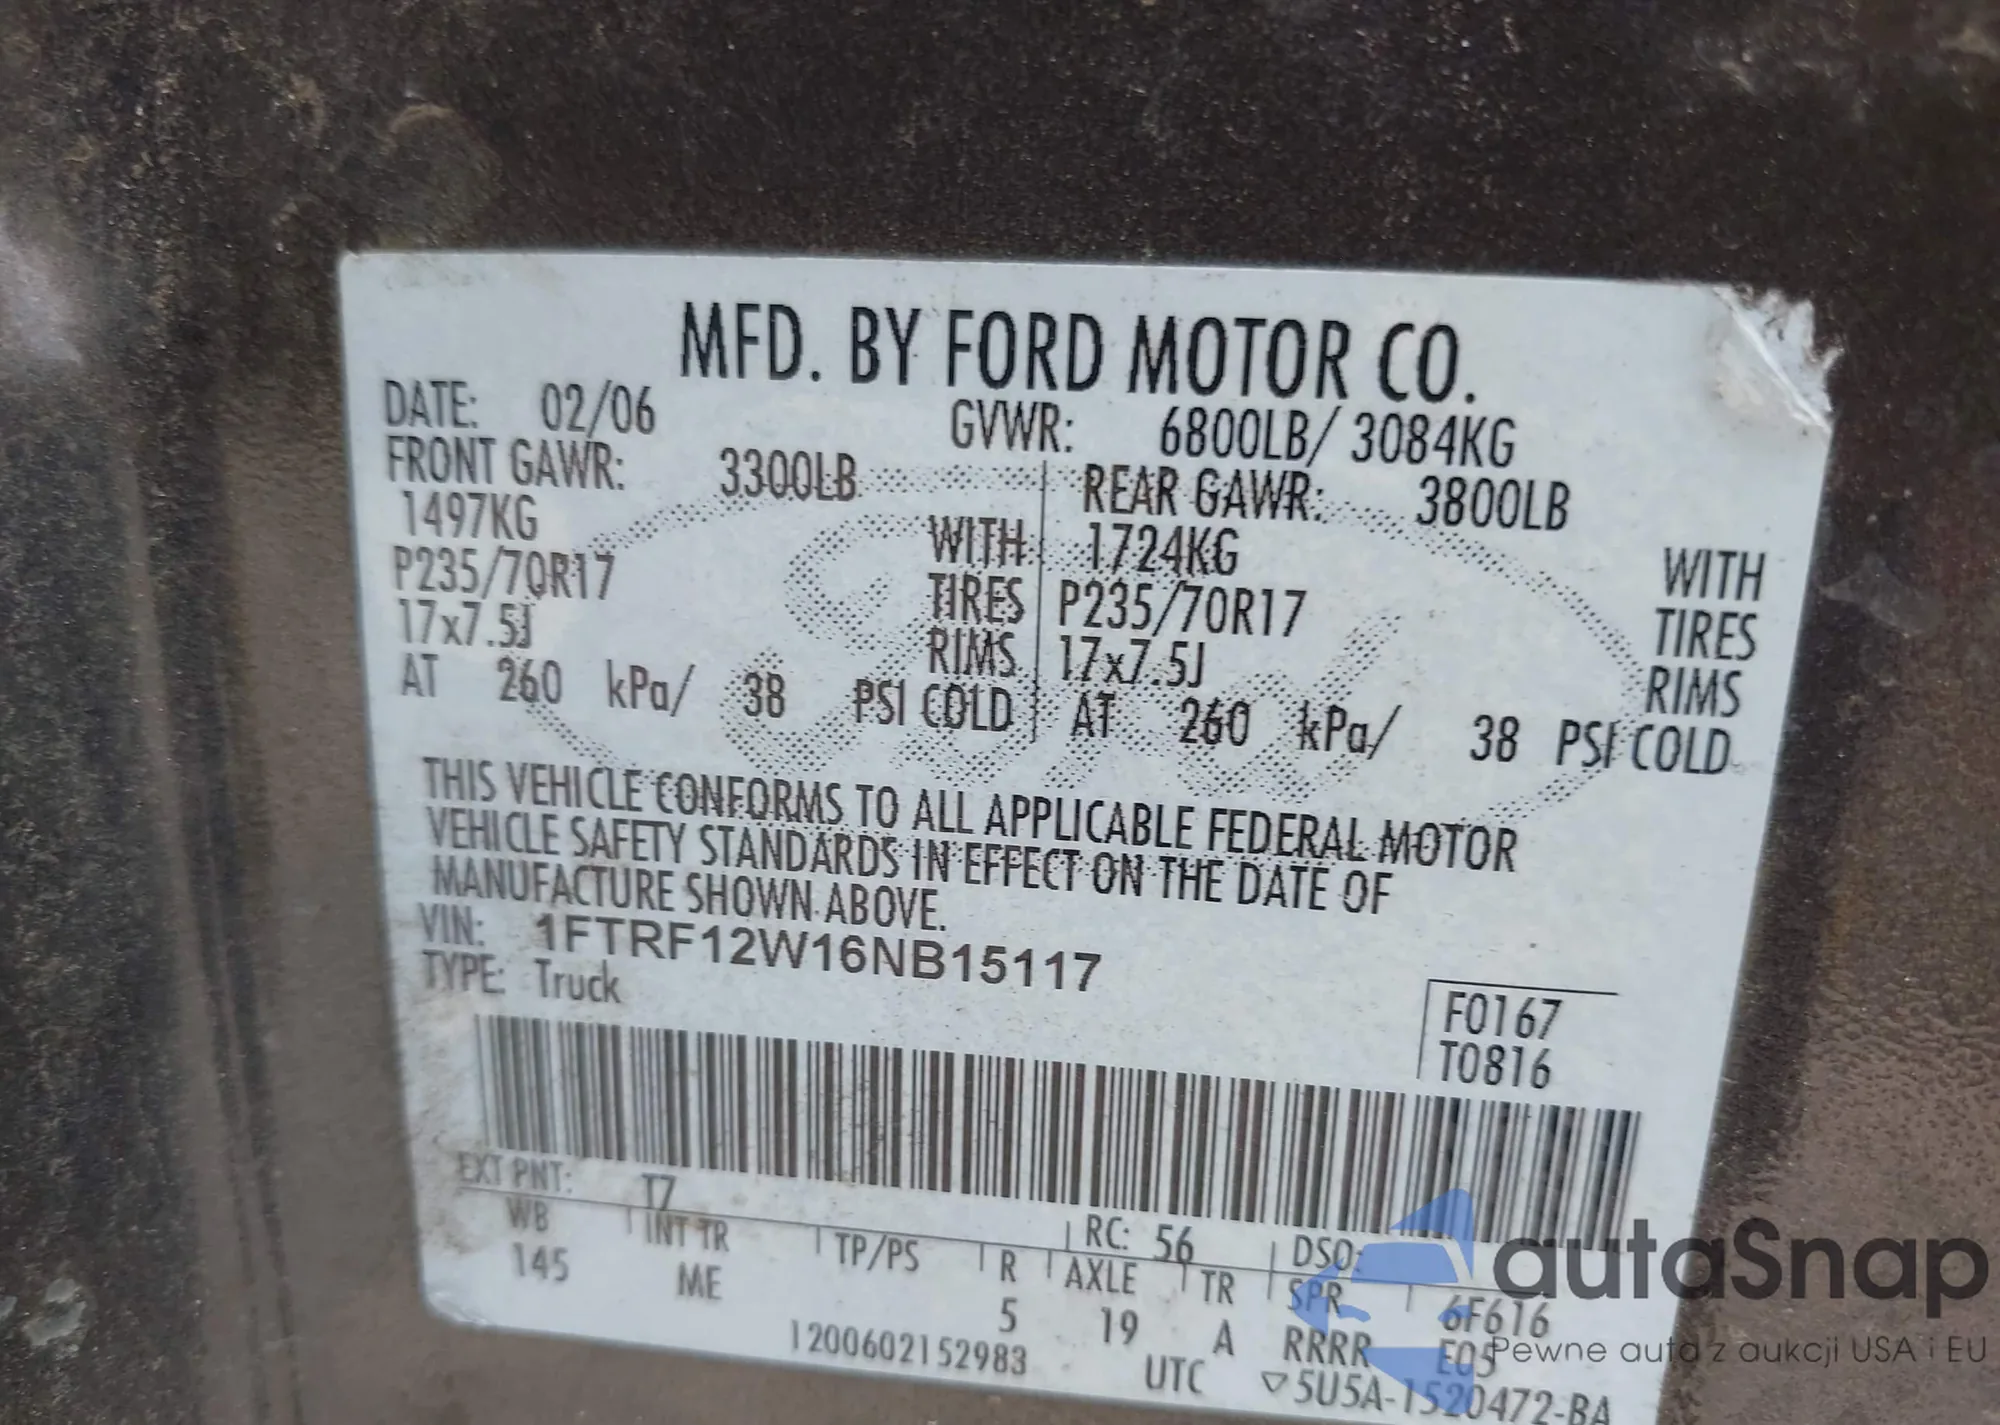 MFD. BY FORD MOTOR CO.
DATE: 02/06 GVWR: 6800LB/ 3084KG
FRONT GAWR: 3300LB REAR GAWR: 3800LB
1497KG WITH 1724KG WITH
P235/70R17 TIRES P235/70R17 TIRES
17x7.5J RIMS 17x7.5J RIMS
AT 260 kPa/ 38 PSI COLD AT 260 kPa/ 38 PSI COLD
THIS VEHICLE CONFORMS TO ALL APPLICABLE FEDERAL MOTOR
VEHICLE SAFETY STANDARDS IN EFFECT ON THE DATE OF
MANUFACTURE SHOWN ABOVE.
VIN: 1FTRF12W16NB15117
TYPE: Truck
F0167
T0816
EXT PNT: T7 RC: 56 DSO:
WB INT TR TP/PS R AXLE TR SPR 6F616
145 ME 5 19 A RRRR E05
1200602152983 UTC ▽5U5A-1520472-BA
autaSnap
Pewne auta z aukcji USA i EU